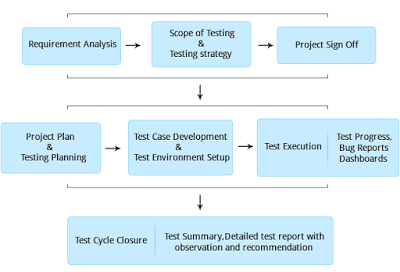 Requirement Analysis
Scope of Testing
&
Testing strategy
Project Sign Off
Project Plan
&
Testing Planning
Test Case Development
&
Test Environment Setup
Test Execution
Test Progress,
Bug Reports
Dashboards
Test Cycle Closure
Test Summary,Detailed test report with
observation and recommendation